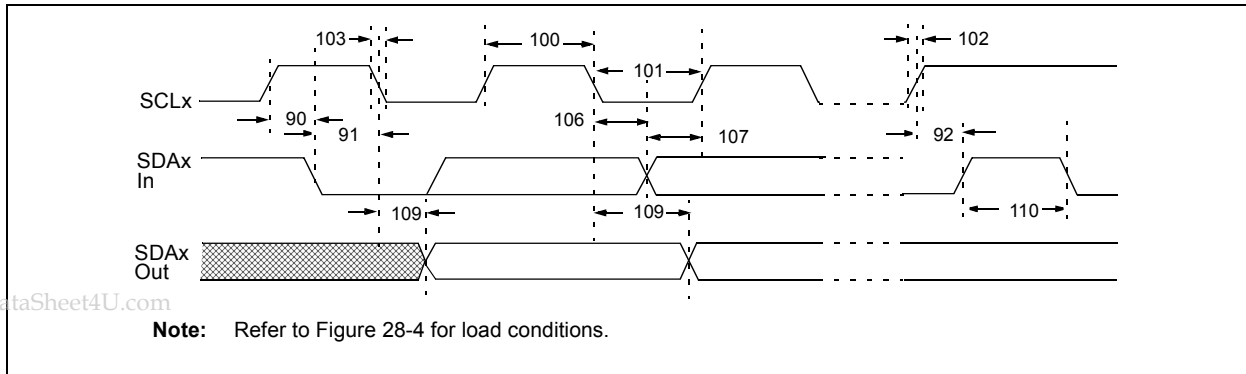 103 100 102
101
SCLx
90 91 106 107 92
SDAx
In
109 109 110
SDAx
Out
ataSheet4U.com
Note: Refer to Figure 28-4 for load conditions.